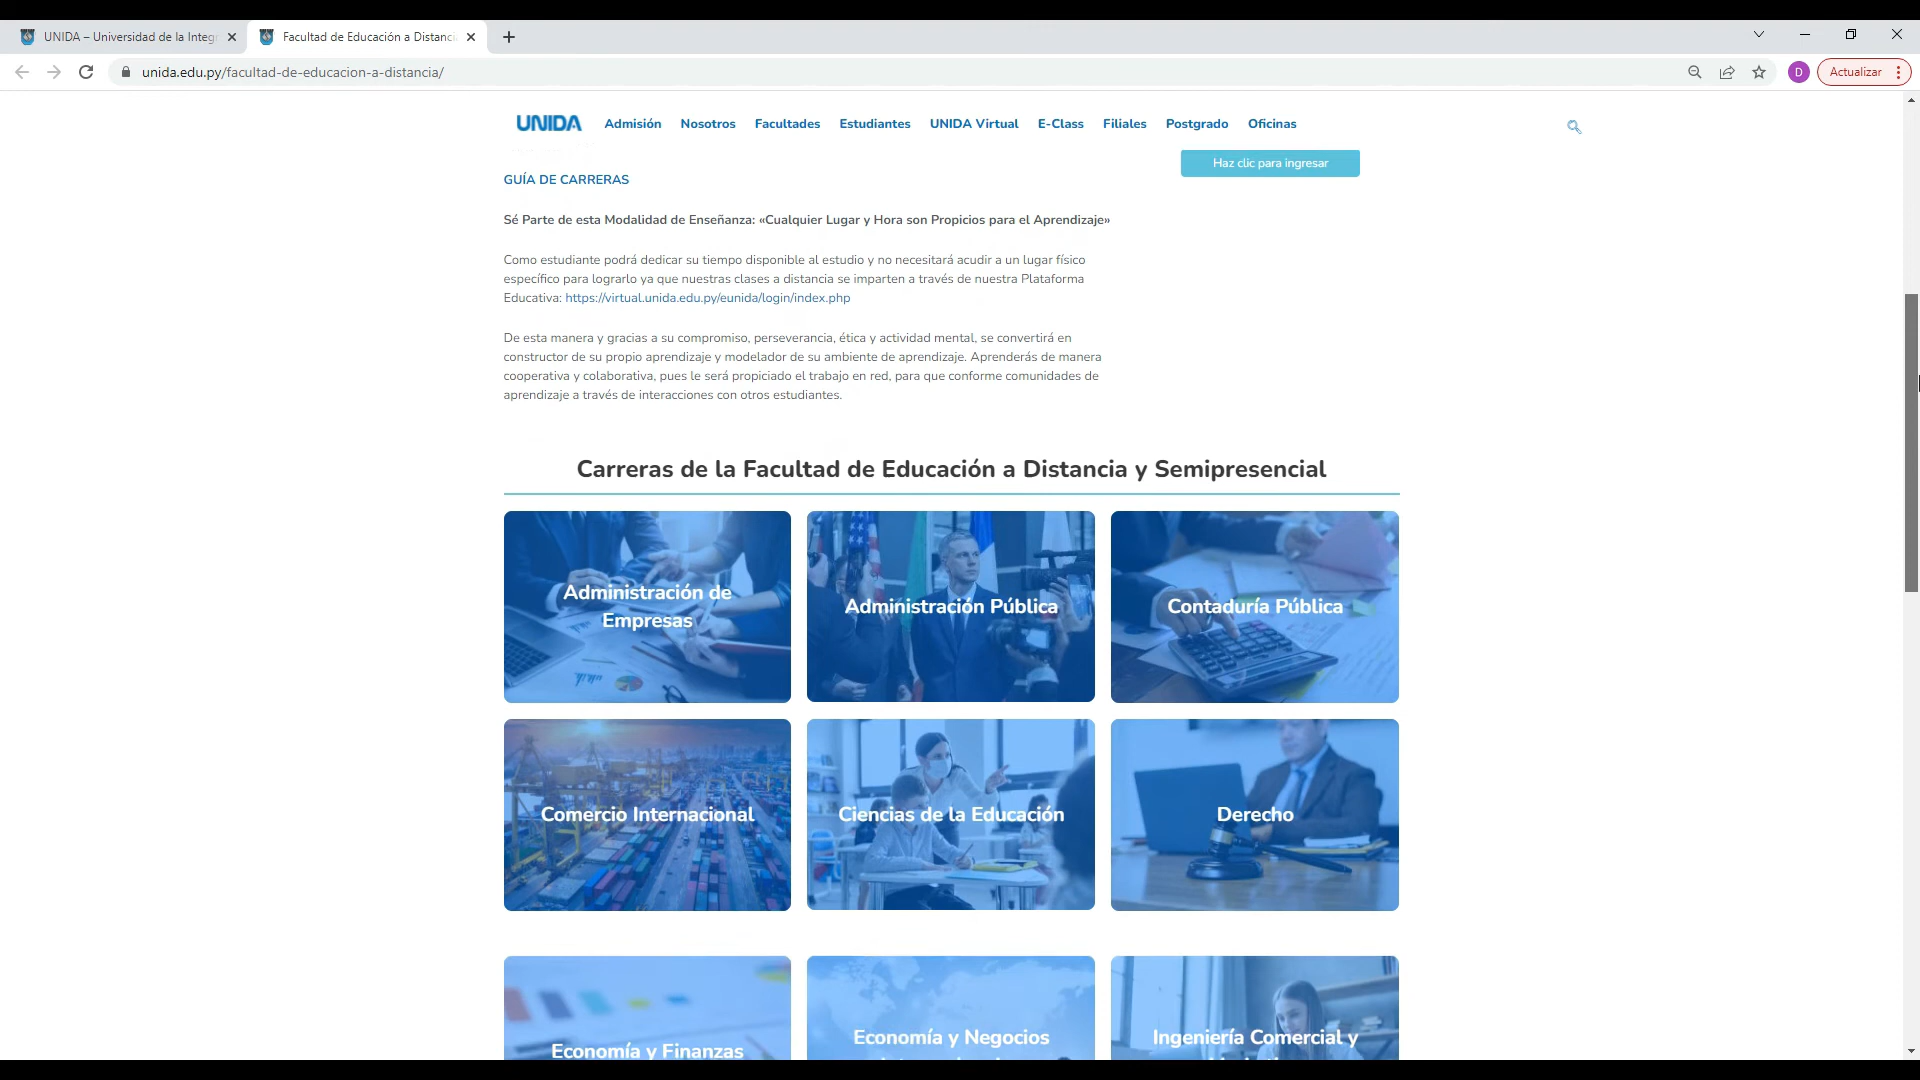 UNIDA – Universidad de la Integ
Facultad de Educación a Distanci
unida.edu.py/facultad-de-educacion-a-distancia/
D
Actualizar
UNIDA Admisión Nosotros Facultades Estudiantes UNIDA Virtual E-Class Filiales Postgrado Oficinas
Haz clic para ingresar
GUÍA DE CARRERAS
Sé Parte de esta Modalidad de Enseñanza: «Cualquier Lugar y Hora son Propicios para el Aprendizaje»
Como estudiante podrá dedicar su tiempo disponible al estudio y no necesitará acudir a un lugar físico
específico para lograrlo ya que nuestras clases a distancia se imparten a través de nuestra Plataforma
Educativa: https://virtual.unida.edu.py/eunida/login/index.php
De esta manera y gracias a su compromiso, perseverancia, ética y actividad mental, se convertirá en
constructor de su propio aprendizaje y modelador de su ambiente de aprendizaje. Aprenderás de manera
cooperativa y colaborativa, pues le será propiciado el trabajo en red, para que conforme comunidades de
aprendizaje a través de interacciones con otros estudiantes.
Carreras de la Facultad de Educación a Distancia y Semipresencial
Administración de
Empresas
Administración Pública
Contaduría Pública
Comercio Internacional
Ciencias de la Educación
Derecho
Economía y Finanzas
Economía y Negocios
Ingeniería Comercial y